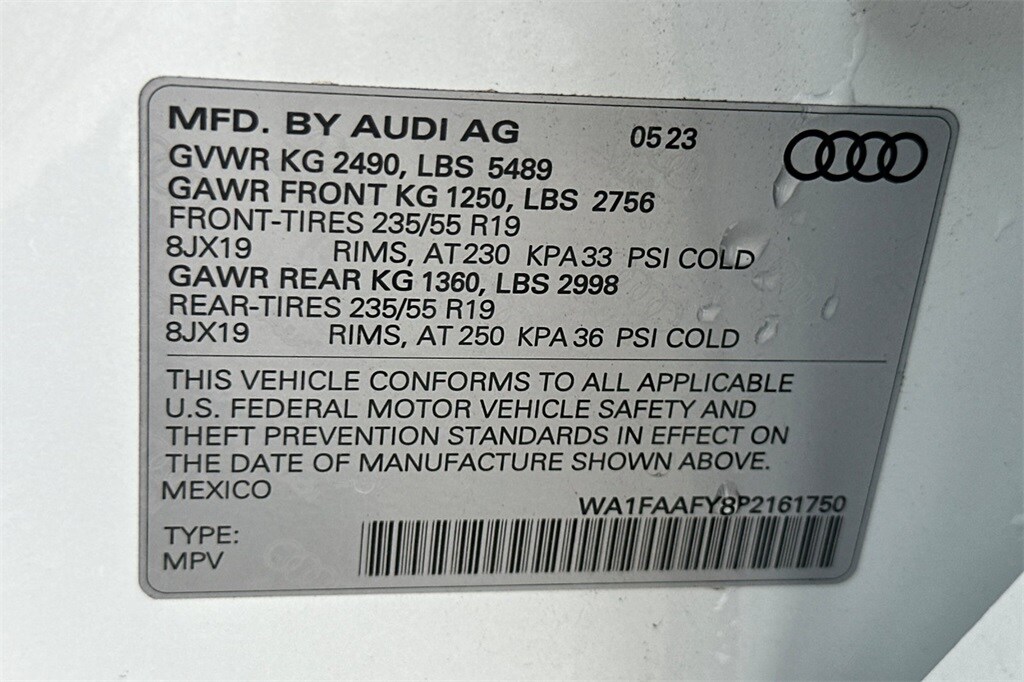 MFD. BY AUDI AG 0523
GVWR KG 2490, LBS 5489
GAWR FRONT KG 1250, LBS 2756
FRONT-TIRES 235/55 R19
8JX19 RIMS, AT 230 KPA 33 PSI COLD
GAWR REAR KG 1360, LBS 2998
REAR-TIRES 235/55 R19
8JX19 RIMS, AT 250 KPA 36 PSI COLD
THIS VEHICLE CONFORMS TO ALL APPLICABLE
U.S. FEDERAL MOTOR VEHICLE SAFETY AND
THEFT PREVENTION STANDARDS IN EFFECT ON
THE DATE OF MANUFACTURE SHOWN ABOVE.
MEXICO
WA1FAAFY8P2161750
TYPE:
MPV